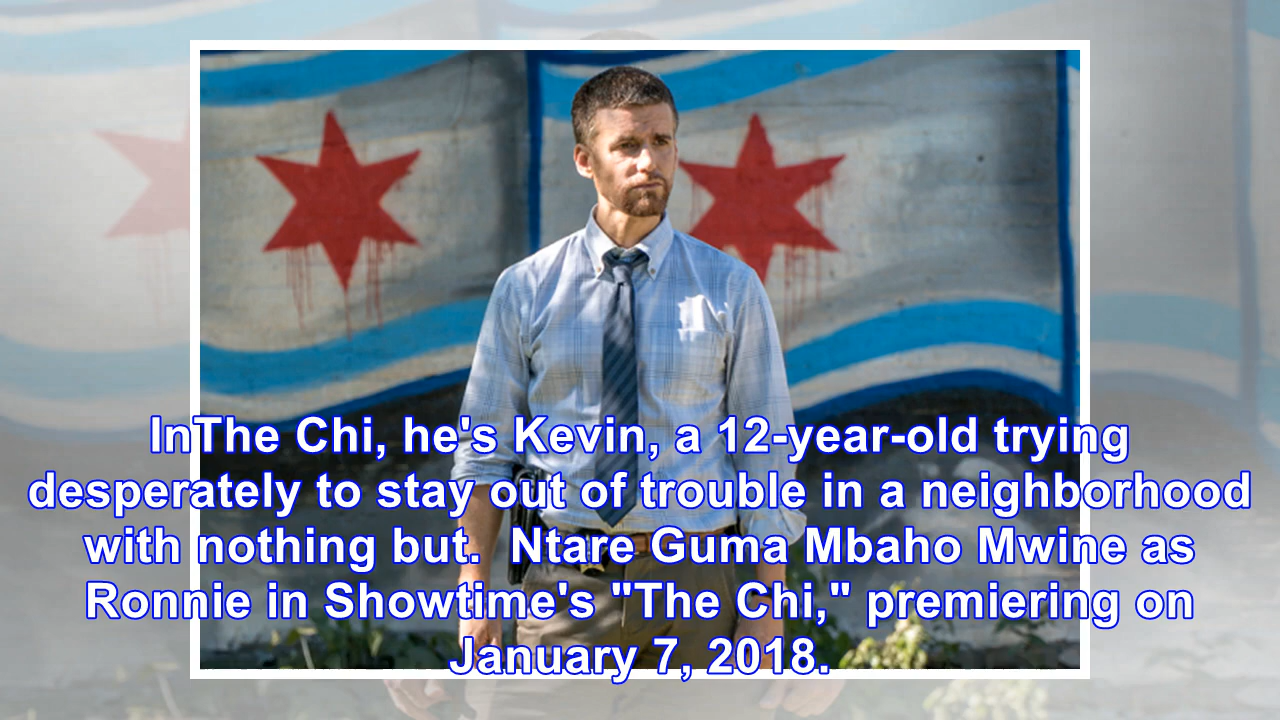 InThe Chi, he's Kevin, a 12-year-old trying
desperately to stay out of trouble in a neighborhood
with nothing but.  Ntare Guma Mbaho Mwine as
Ronnie in Showtime's "The Chi," premiering on
January 7, 2018.